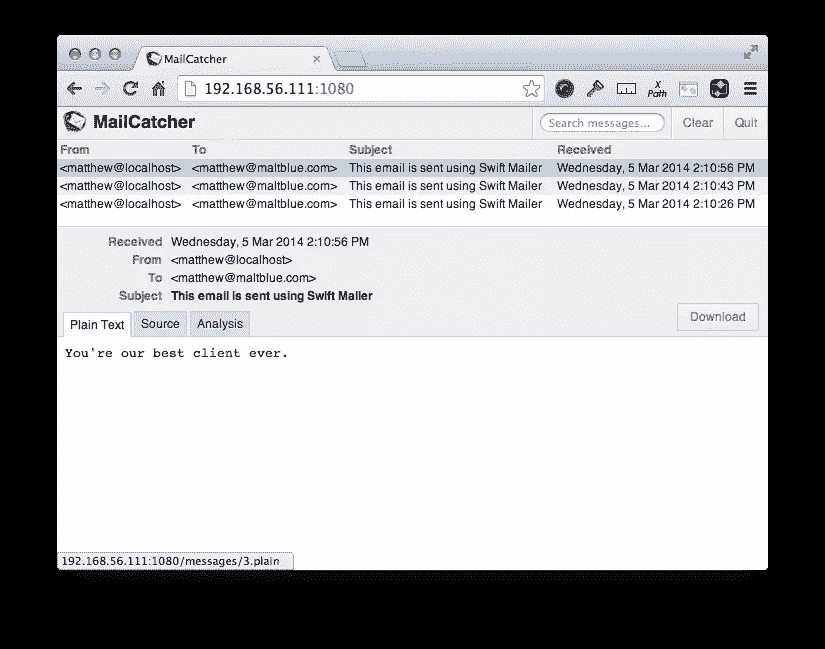 MailCatcher
192.168.56.111:1080
X Path
MailCatcher
Search messages...
Clear
Quit
From To Subject Received
<matthew@localhost> <matthew@maltblue.com> This email is sent using Swift Mailer Wednesday, 5 Mar 2014 2:10:56 PM
<matthew@localhost> <matthew@maltblue.com> This email is sent using Swift Mailer Wednesday, 5 Mar 2014 2:10:43 PM
<matthew@localhost> <matthew@maltblue.com> This email is sent using Swift Mailer Wednesday, 5 Mar 2014 2:10:26 PM
Received Wednesday, 5 Mar 2014 2:10:56 PM
From <matthew@localhost>
To <matthew@maltblue.com>
Subject This email is sent using Swift Mailer
Plain Text Source Analysis Download
You're our best client ever.
192.168.56.111:1080/messages/3.plain